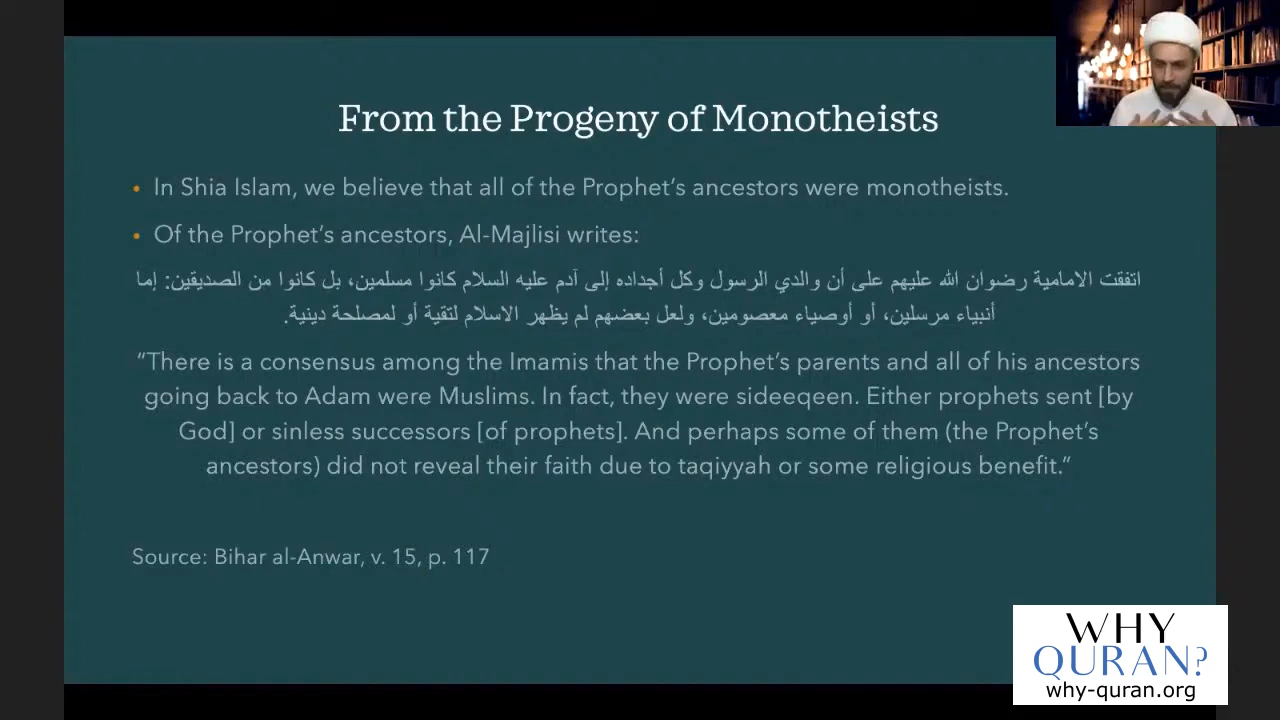 From the Progeny of Monotheists
• In Shia Islam, we believe that all of the Prophet’s ancestors were monotheists.
• Of the Prophet’s ancestors, Al-Majlisi writes:
اتفقت الامامية رضوان الله عليهم على أن والدي الرسول وكل أجداده إلى آدم عليه السلام كانوا مسلمين، بل كانوا من الصديقين: إما
أنبياء مرسلين، أو أوصياء معصومين، ولعل بعضهم لم يظهر الاسلام لتقية أو لمصلحة دينية.
“There is a consensus among the Imamis that the Prophet’s parents and all of his ancestors
going back to Adam were Muslims. In fact, they were sideeqeen. Either prophets sent [by
God] or sinless successors [of prophets]. And perhaps some of them (the Prophet’s
ancestors) did not reveal their faith due to taqiyyah or some religious benefit.”
Source: Bihar al-Anwar, v. 15, p. 117
WHY
QURAN?
why-quran.org